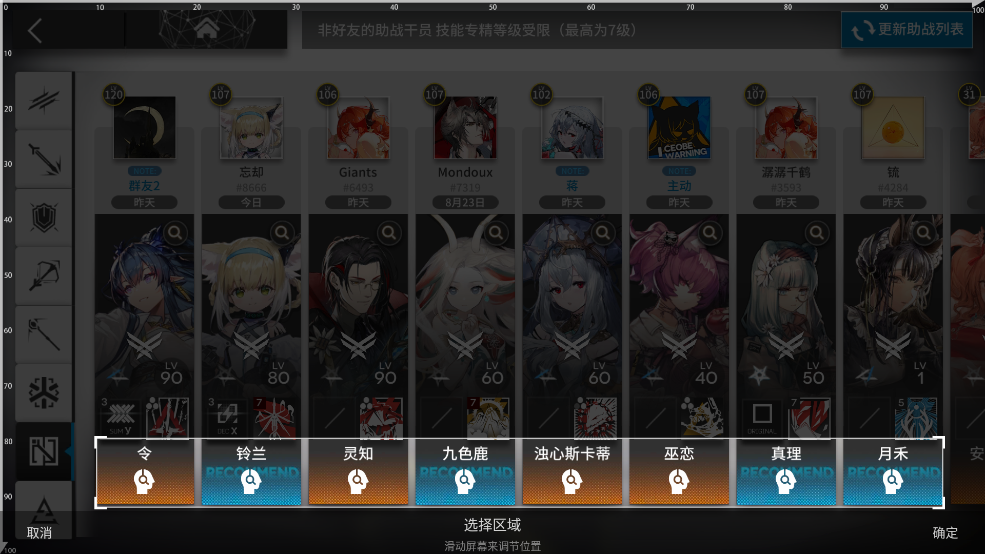 0 10 20 30 40 50 60 70 80 90 100
10
20
30
40
50
60
70
80
90
100
非好友的助战干员 技能专精等级受限（最高为7级）
更新助战列表
120 107 106 107 102 106 107 107 31
I CEOBE
WARNING
NOTE NOTE NOTE
群友2 忘却 Giants Mondoux 蒋 主动 潺潺千鹤 锍
#8666 #6493 #7319 #3593 #4284
昨天 今日 昨天 8月23日 昨天 昨天 昨天 昨天
LV LV LV LV LV LV LV LV
90 80 90 60 60 40 50 1
3 3 7 7 7 5
SUM Y DEC X ORIGINAL
令 铃兰 灵知 九色鹿 浊心斯卡蒂 巫恋 真理 月禾 安
RECOMMEND RECOMMEND RECOMMEND RECOMMEND
选择区域
取消 确定
滑动屏幕来调节位置